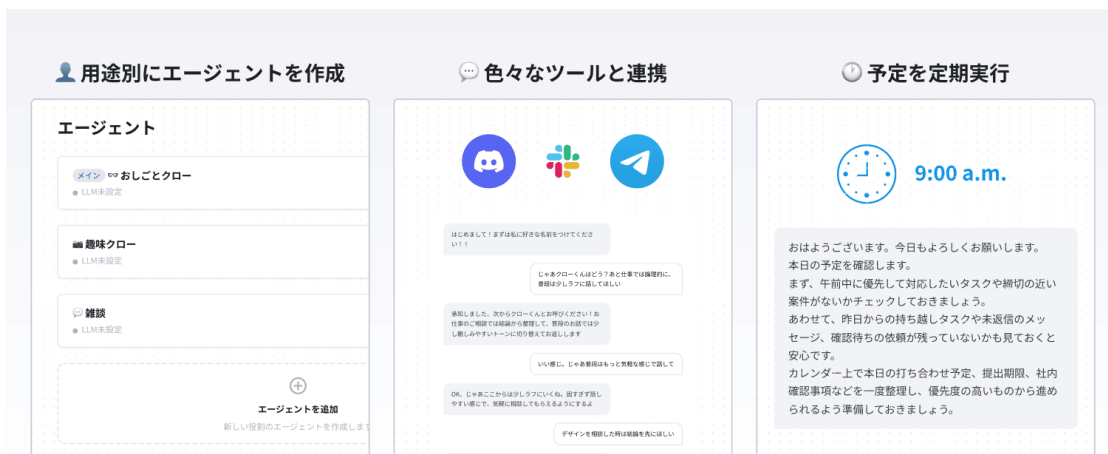 用途別にエージェントを作成
エージェント
メイン おしごとクロー
LLM未設定
趣味クロー
LLM未設定
雑談
LLM未設定
エージェントを追加
新しい役割のエージェントを作成します
色々なツールと連携
はじめまして！まずは私に好きな名前をつけてくださ
い！！
じゃあクローくんはどう？あと仕事では論理的に、
普段は少しラフに話してほしい
承知しました、次からクローくんとお呼びください！お
仕事のご相談では結論から整理して、普段のお話では少
し親しみやすいトーンに切り替えてお返しします
いい感じ。じゃあ普段はもっと気軽な感じで話して
OK、じゃあここからは少しラフにいくね。固すぎず話し
やすい感じで、気軽に相談してもらえるようにするよ
デザインを相談した時は結論を先にほしい
予定を定期実行
9:00 a.m.
おはようございます。今日もよろしくお願いします。
本日の予定を確認します。
まず、午前中に優先して対応したいタスクや締切の近い
案件がないかチェックしておきましょう。
あわせて、昨日からの持ち越しタスクや未返信のメッ
セージ、確認待ちの依頼が残っていないかも見ておくと
安心です。
カレンダー上で本日の打ち合わせ予定、提出期限、社内
確認事項などを一度整理し、優先度の高いものから進め
られるよう準備しておきましょう。